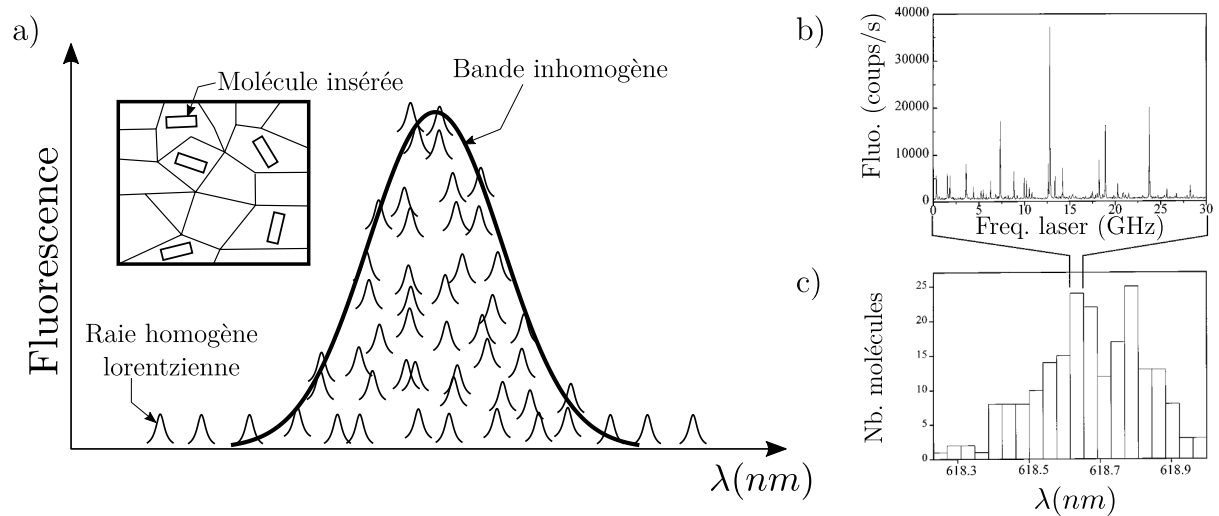 a)
Molécule insérée
Bande inhomogène
Fluorescence
Raie homogène
lorentzienne
λ(nm)
b)
Fluo. (coups/s)
40000
30000
20000
10000
0
0
5
10
15
20
25
30
Freq. laser (GHz)
c)
Nb. molécules
25
20
15
10
5
0
618.3
618.5
618.7
618.9
λ(nm)